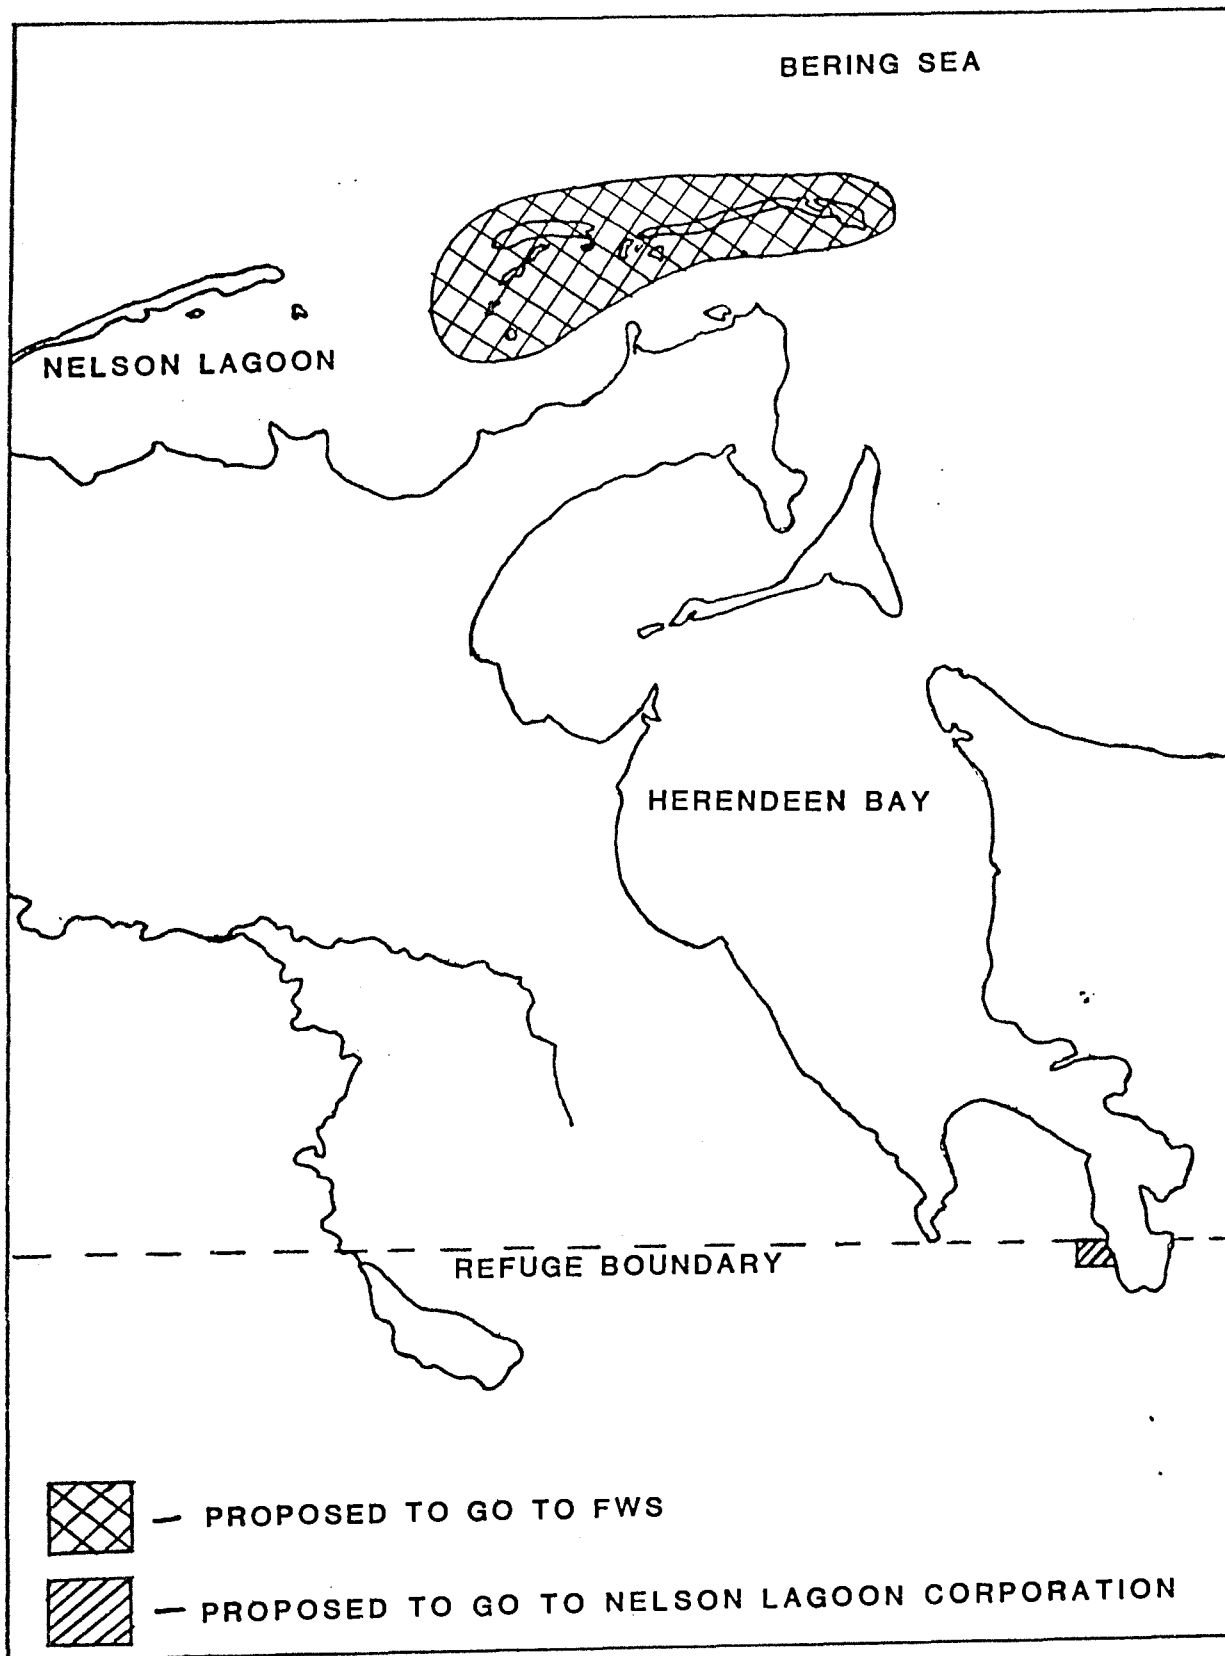 BERING SEA
NELSON LAGOON
HERENDEEN BAY
REFUGE BOUNDARY
— PROPOSED TO GO TO FWS
— PROPOSED TO GO TO NELSON LAGOON CORPORATION